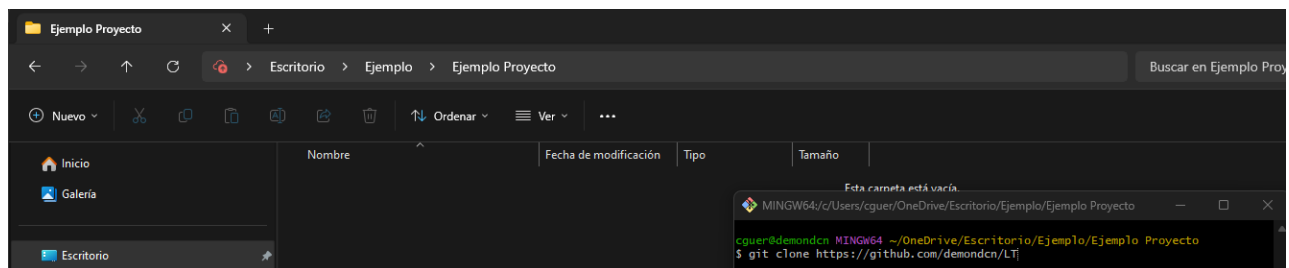 Ejemplo Proyecto
Escritorio > Ejemplo > Ejemplo Proyecto
Buscar en Ejemplo Proy
Nuevo
Ordenar
Ver
Nombre
Fecha de modificación
Tipo
Tamaño
Inicio
Galería
Escritorio
Esta carpeta está vacía.
MINGW64:/c/Users/cguer/OneDrive/Escritorio/Ejemplo/Ejemplo Proyecto
cguer@demondcn MINGW64 ~/OneDrive/Escritorio/Ejemplo/Ejemplo Proyecto
$ git clone https://github.com/demondcn/LT